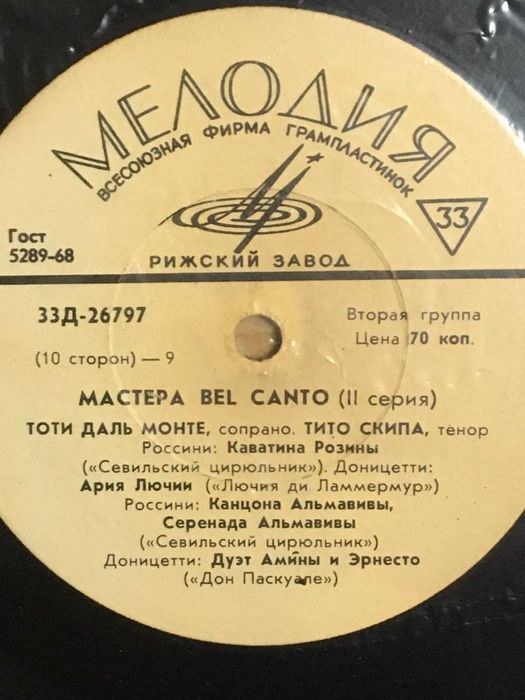 МЕЛОДИЯ
ВСЕСОЮЗНАЯ ФИРМА ГРАМПЛАСТИНОК
33
Гост
5289-68
РИЖСКИЙ ЗАВОД
33Д-26797
Вторая группа
Цена 70 коп.
(10 сторон) — 9
МАСТЕРА BEL CANTO (II серия)
ТОТИ ДАЛЬ МОНТЕ, сопрано. ТИТО СКИПА, тенор
Россини: Каватина Розины
(«Севильский цирюльник»). Доницетти:
Ария Лючии («Лючия ди Ламмермур»)
Россини: Канцона Альмавивы,
Серенада Альмавивы
(«Севильский цирюльник»)
Доницетти: Дуэт Амины и Эрнесто
(«Дон Паскуале»)